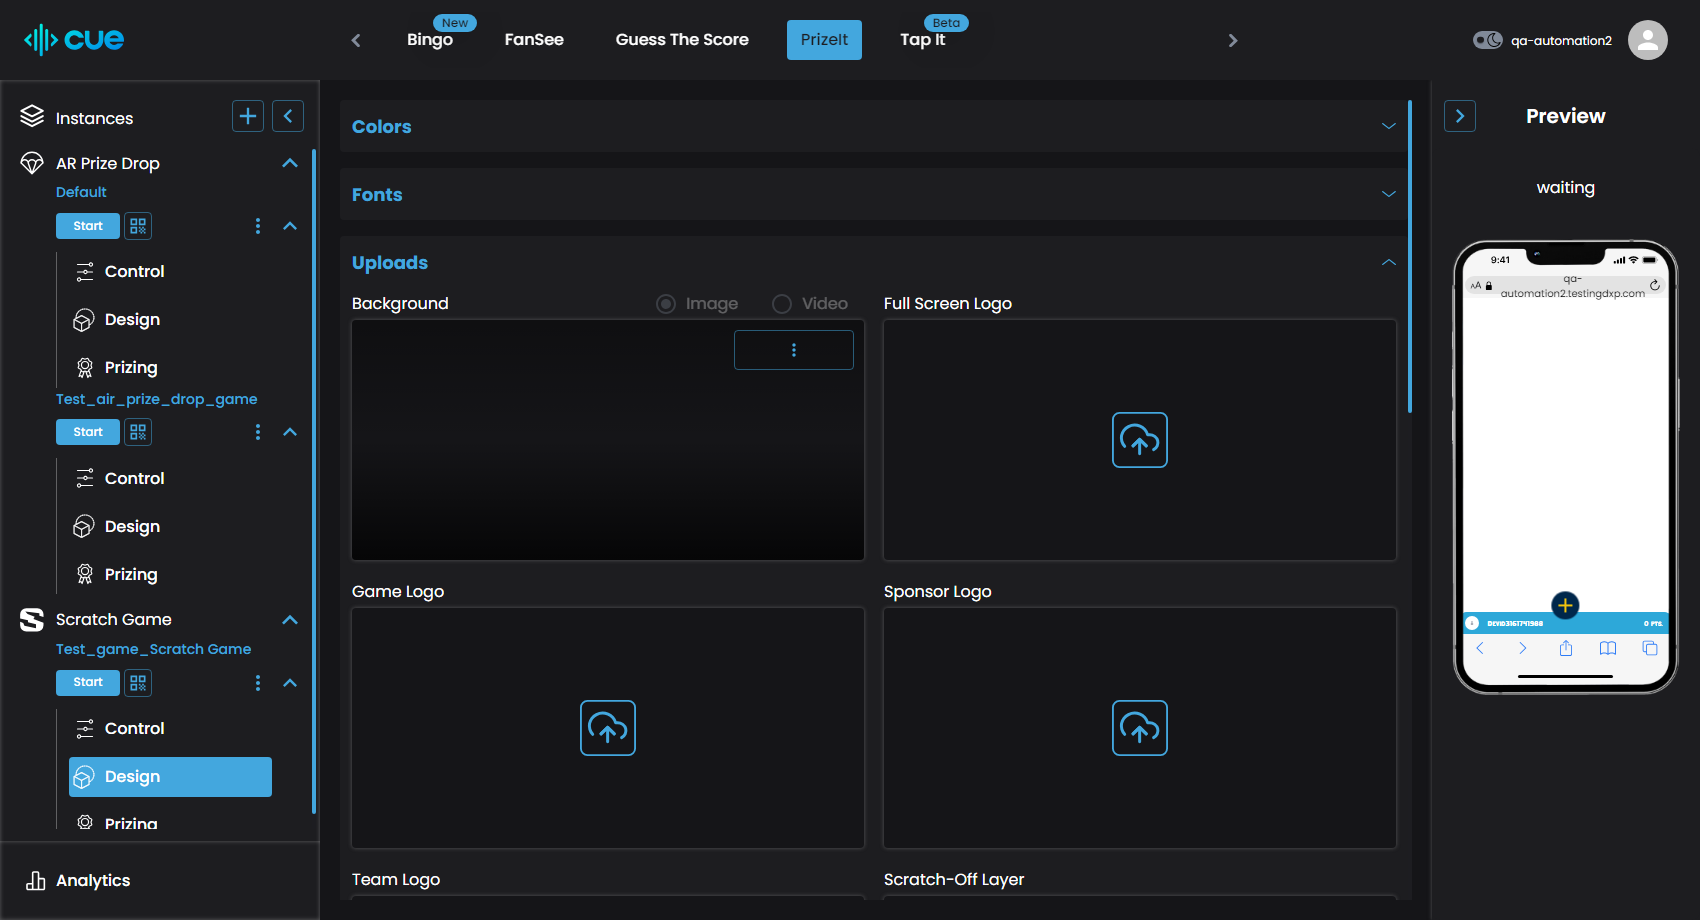 cue
Bingo
New
FanSee
Guess The Score
PrizeIt
Tap It
Beta
qa-automation2
Instances
AR Prize Drop
Default
Start
Control
Design
Prizing
Test_air_prize_drop_game
Start
Control
Design
Prizing
Scratch Game
Test_game_Scratch Game
Start
Control
Design
Prizing
Analytics
Colors
Fonts
Uploads
Background
Image
Video
Full Screen Logo
Game Logo
Sponsor Logo
Team Logo
Scratch-Off Layer
Preview
waiting
9:41
AA
qa-
automation2.testingdxp.com
0 PTS.